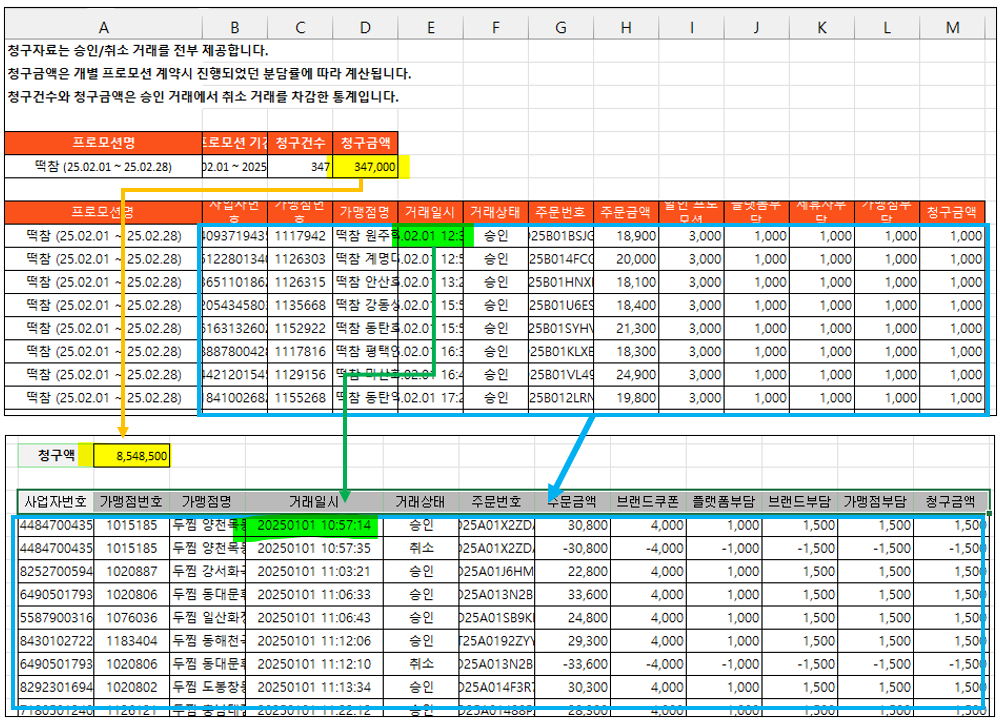 A B C D E F G H I J K L M
청구자료는 승인/취소 거래를 전부 제공합니다.
청구금액은 개별 프로모션 계약시 진행되었던 분담률에 따라 계산됩니다.
청구건수와 청구금액은 승인 거래에서 취소 거래를 차감한 통계입니다.
프로모션명 프로모션 기간 청구건수 청구금액
떡참 (25.02.01 ~ 25.02.28) 02.01 ~ 2025 347 347,000
프로모션명 사업자번호 가맹점번호 가맹점명 거래일시 거래상태 주문번호 주문금액 할인 프로모션 플랫폼부담 제휴사부담 가맹점부담 청구금액
떡참 (25.02.01 ~ 25.02.28) 409371943 1117942 떡참 원주 .02.01 12:3 승인 025B01BSJG 18,900 3,000 1,000 1,000 1,000 1,000
떡참 (25.02.01 ~ 25.02.28) 512280134 1126303 떡참 계명 .02.01 12:5 승인 25B014FCC 20,000 3,000 1,000 1,000 1,000 1,000
떡참 (25.02.01 ~ 25.02.28) 365110186 1126315 떡참 안산 .02.01 13:2 승인 25B01HNX 18,100 3,000 1,000 1,000 1,000 1,000
떡참 (25.02.01 ~ 25.02.28) 205434580 1135668 떡참 강동 .02.01 15:5 승인 25B01U6ES 18,400 3,000 1,000 1,000 1,000 1,000
떡참 (25.02.01 ~ 25.02.28) 516313260 1152922 떡참 동탄 .02.01 15:5 승인 25B01SYHV 21,300 3,000 1,000 1,000 1,000 1,000
떡참 (25.02.01 ~ 25.02.28) 388780042 1117816 떡참 평택 .02.01 16:3 승인 25B01KLXE 18,300 3,000 1,000 1,000 1,000 1,000
떡참 (25.02.01 ~ 25.02.28) 442120154 1129156 떡참 마산 .02.01 16:4 승인 25B01VL49 24,900 3,000 1,000 1,000 1,000 1,000
떡참 (25.02.01 ~ 25.02.28) 184100268 1155268 떡참 동탄 .02.01 17:2 승인 25B012LRN 19,800 3,000 1,000 1,000 1,000 1,000
청구액 8,548,500
사업자번호 가맹점번호 가맹점명 거래일시 거래상태 주문번호 주문금액 브랜드쿠폰 플랫폼부담 브랜드부담 가맹점부담 청구금액
4484700435 1015185 두찜 양천목동 20250101 10:57:14 승인 025A01X2ZD 30,800 4,000 1,000 1,500 1,500 1,500
4484700435 1015185 두찜 양천목동 20250101 10:57:35 취소 025A01X2ZD -30,800 -4,000 -1,000 -1,500 -1,500 -1,500
8252700594 1020887 두찜 강서화 20250101 11:03:21 승인 025A01J6HM 22,800 4,000 1,000 1,500 1,500 1,500
6490501793 1020806 두찜 동대문 20250101 11:06:33 승인 025A013N2B 33,600 4,000 1,000 1,500 1,500 1,500
5587900316 1076036 두찜 일산화정 20250101 11:06:43 승인 025A01SB9K 24,800 4,000 1,000 1,500 1,500 1,500
8430102722 1183404 두찜 동해천 20250101 11:12:06 승인 T25A0192ZY 29,300 4,000 1,000 1,500 1,500 1,500
6490501793 1020806 두찜 동대문 20250101 11:12:10 취소 025A013N2B -33,600 -4,000 -1,000 -1,500 -1,500 -1,500
8292301694 1020802 두찜 도봉창동 20250101 11:13:34 승인 025A014F3R 30,300 4,000 1,000 1,500 1,500 1,500
7180501240 1126121 두찜 충남 20250101 11:22:12 승인 025A01488P 28,300 4,000 1,000 1,500 1,500 1,500